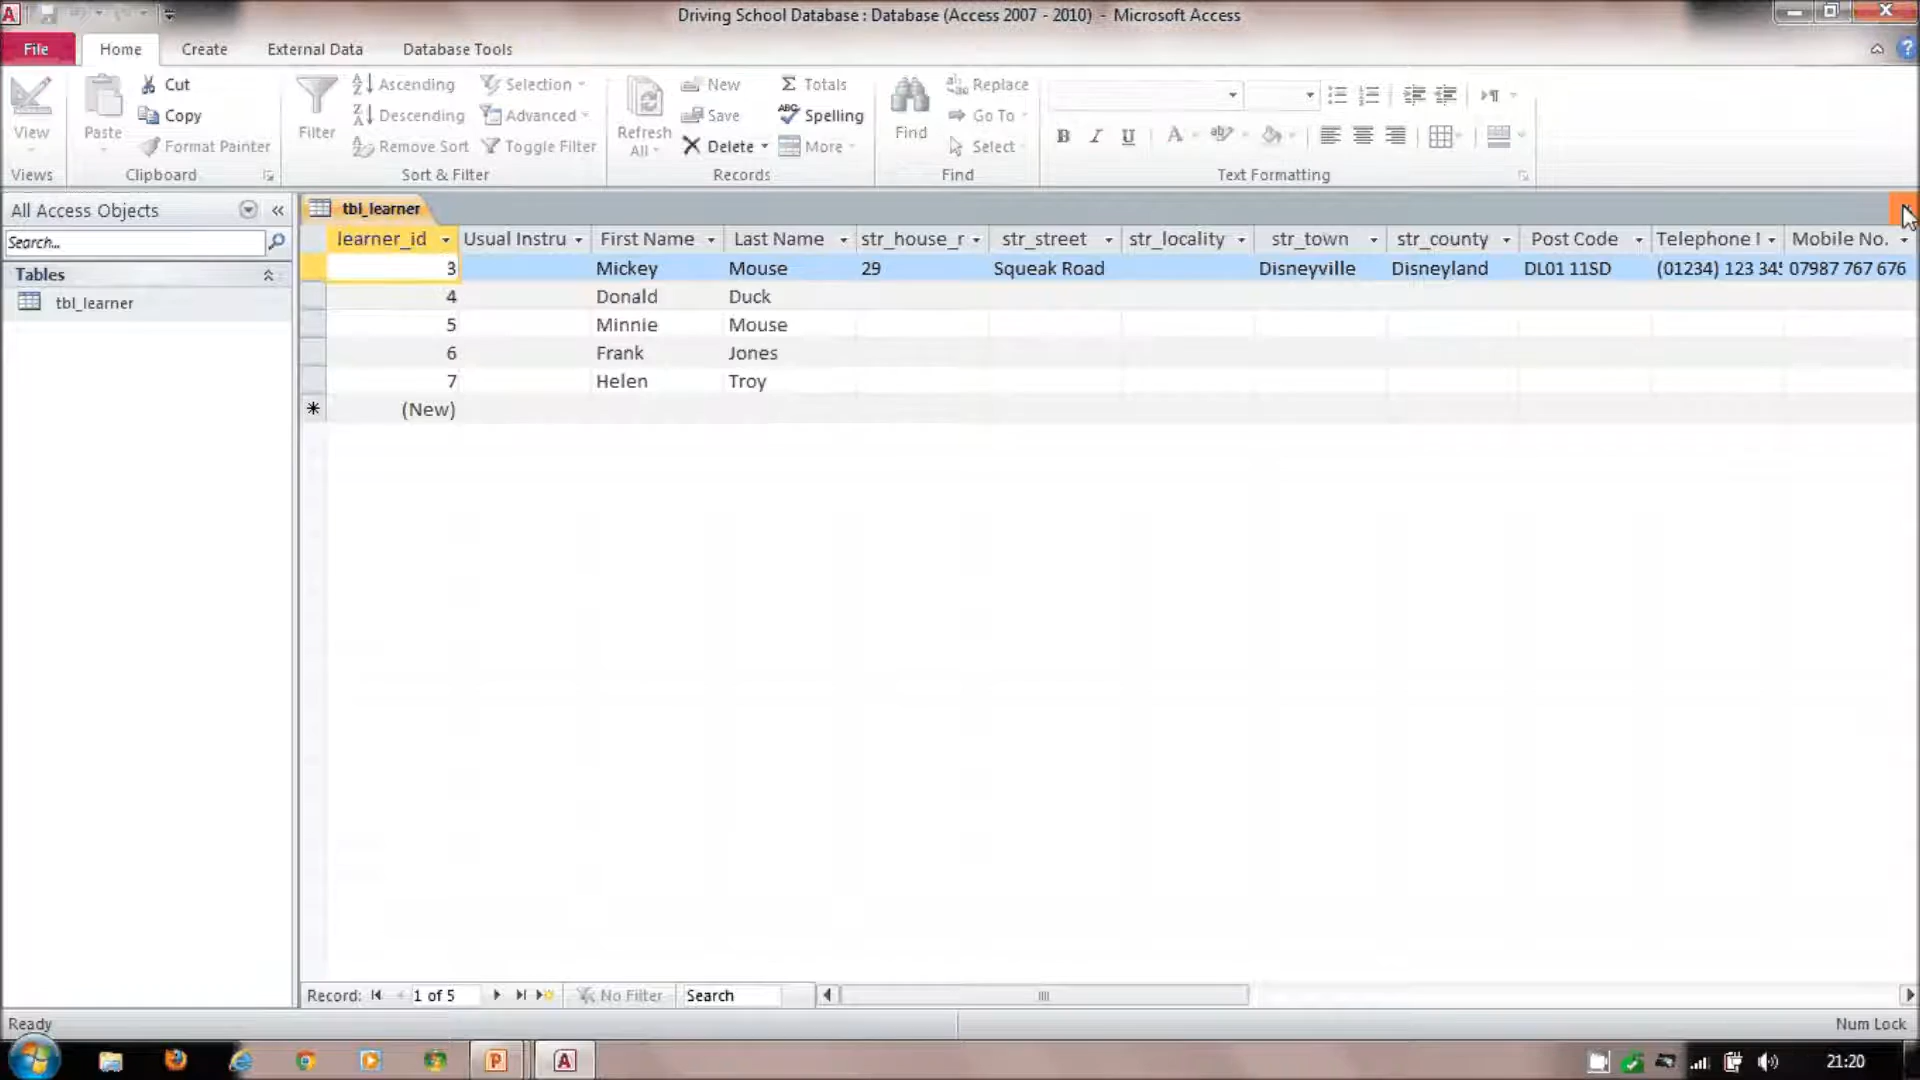 Driving School Database : Database (Access 2007 - 2010) - Microsoft Access
File Home Create External Data Database Tools
View
Views
Paste
Cut
Copy
Format Painter
Clipboard
Filter
Ascending
Descending
Remove Sort
Selection
Advanced
Toggle Filter
Sort & Filter
Refresh All
New
Save
Delete
Totals
Spelling
More
Records
Find
Replace
Go To
Select
Find
Text Formatting
All Access Objects
Search...
Tables
tbl_learner
tbl_learner
learner_id Usual Instru First Name Last Name str_house_r str_street str_locality str_town str_county Post Code Telephone Mobile No.
3 Mickey Mouse 29 Squeak Road Disneyville Disneyland DL01 11SD (01234) 123 345 07987 767 676
4 Donald Duck
5 Minnie Mouse
6 Frank Jones
7 Helen Troy
(New)
Record: 1 of 5 No Filter Search
Ready
Num Lock
21:20